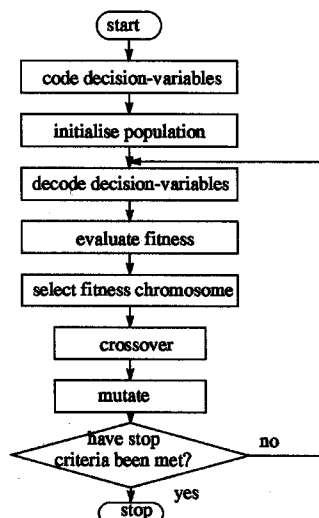 start
code decision-variables
initialise population
decode decision-variables
evaluate fitness
select fitness chromosome
crossover
mutate
have stop
criteria been met?
no
yes
stop